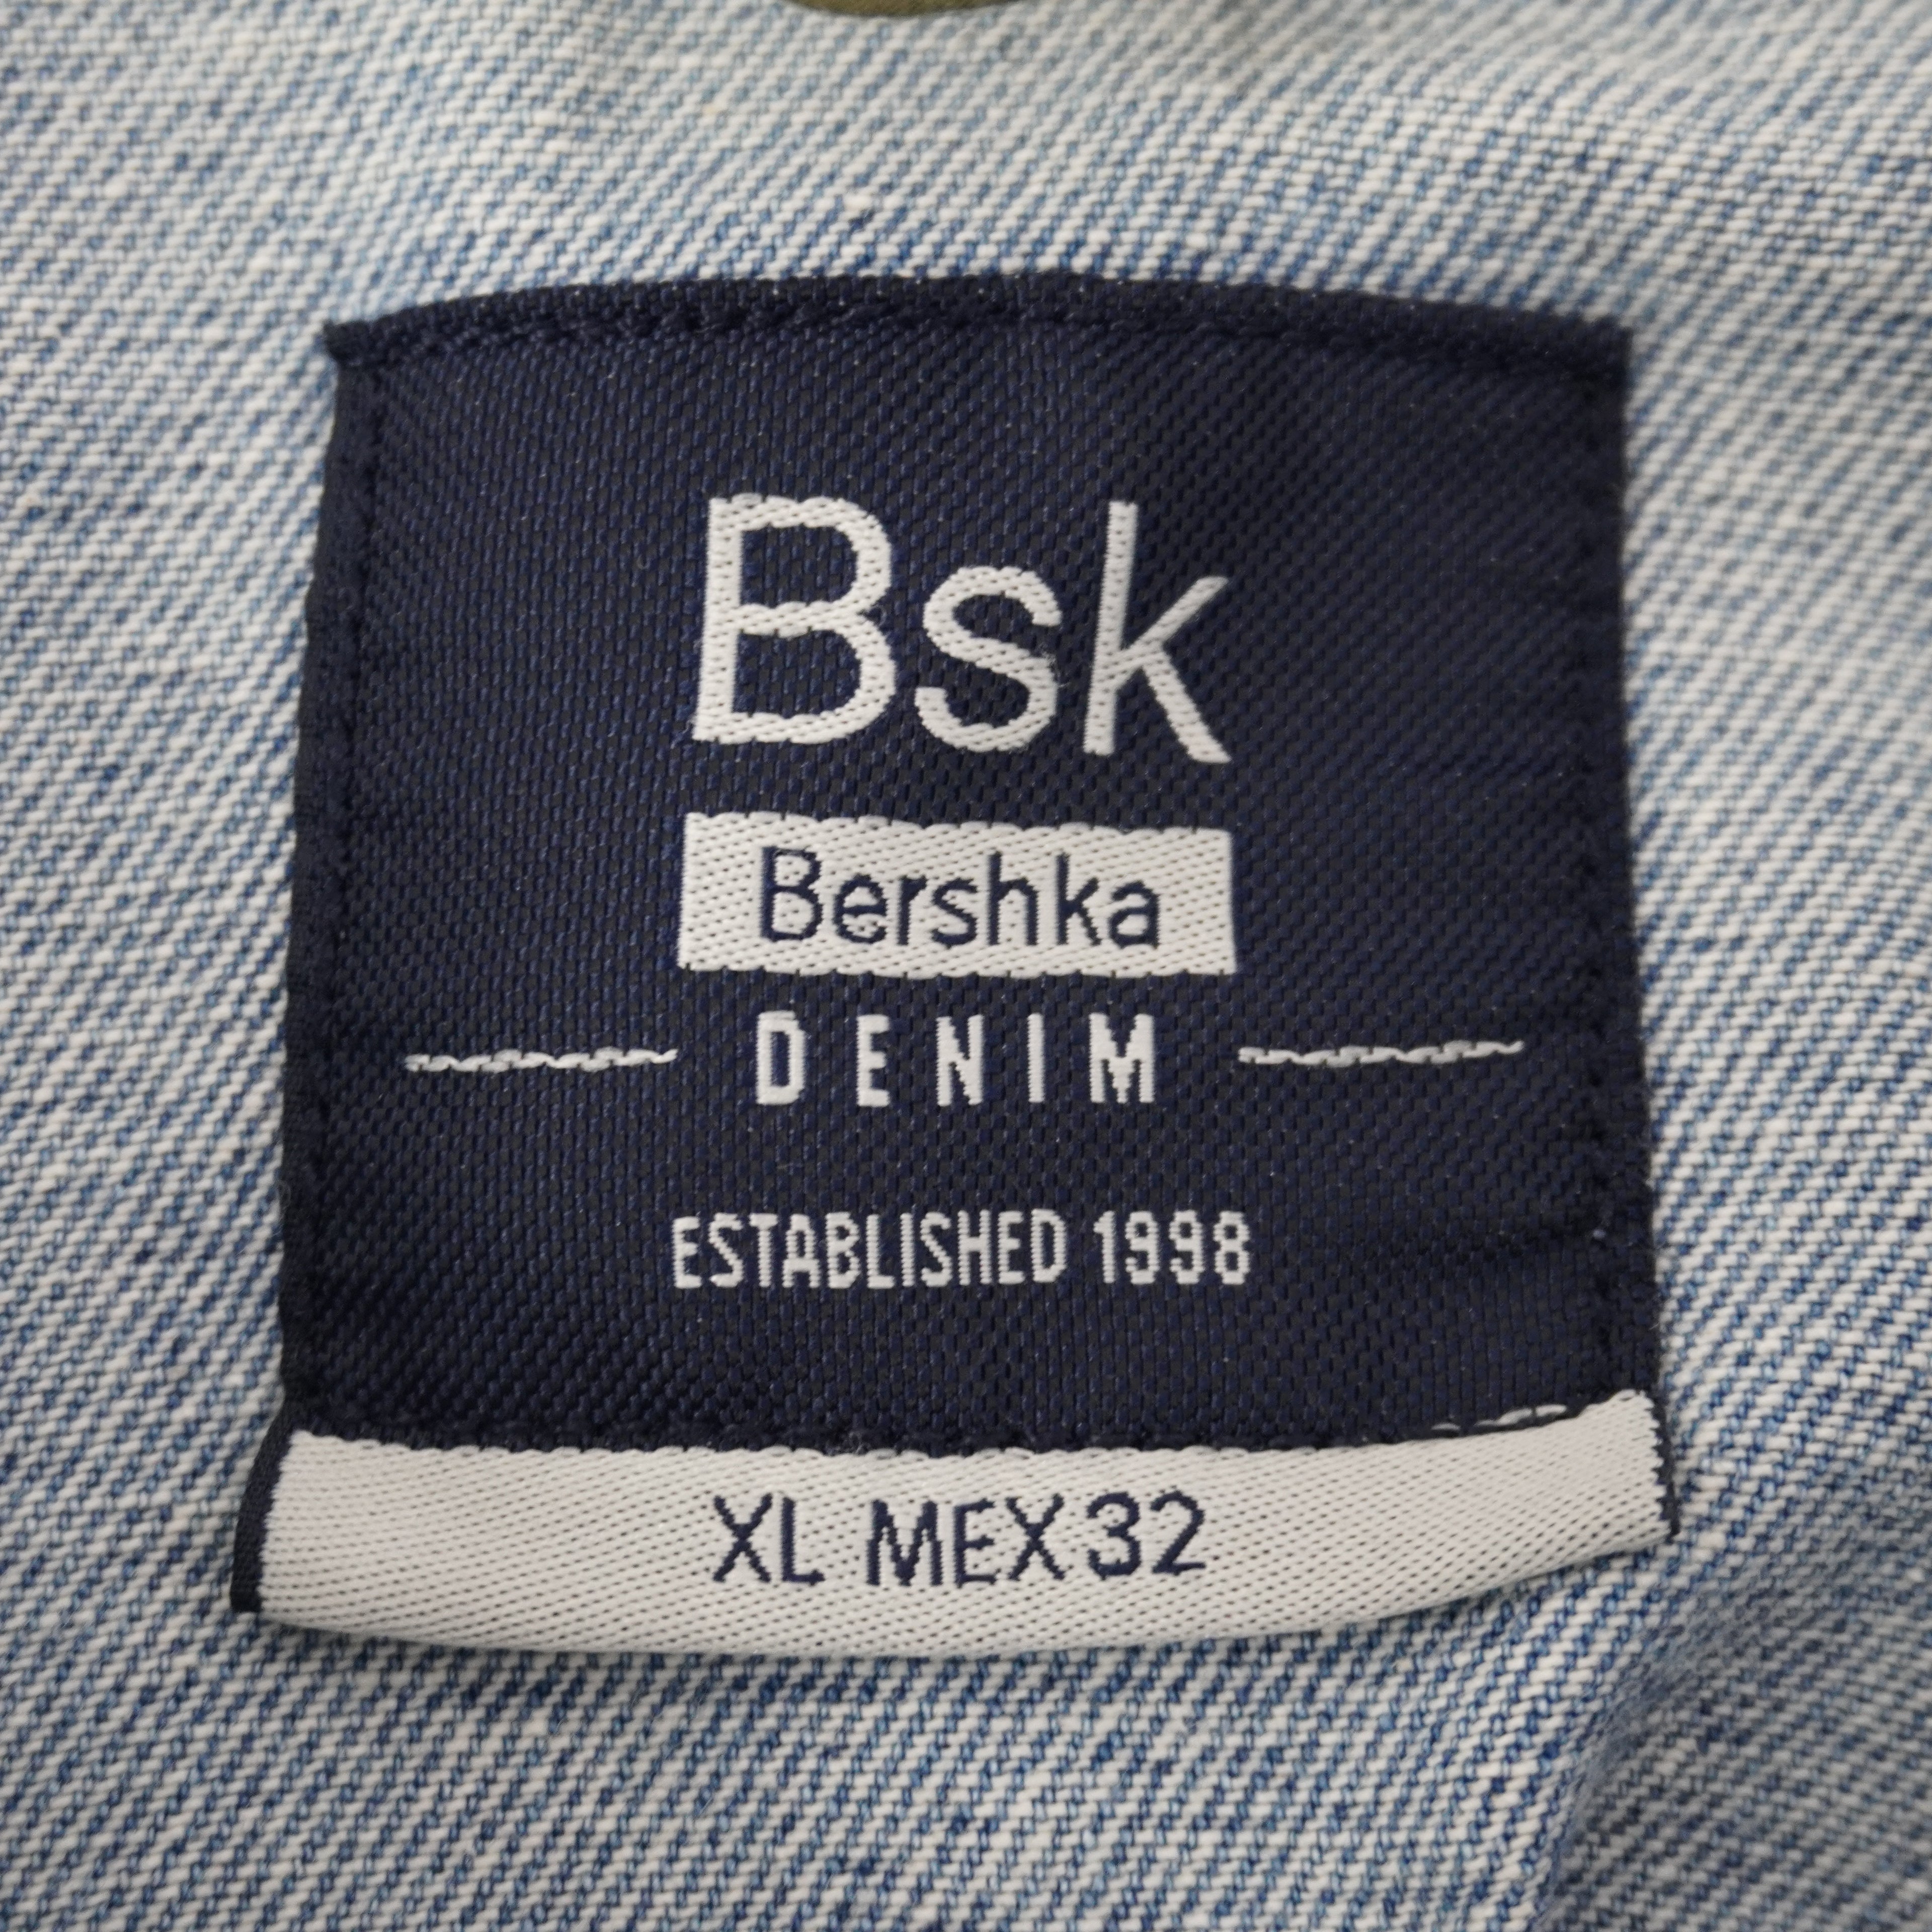 Bsk
Bershka
DENIM
ESTABLISHED 1998
XL MEX 32